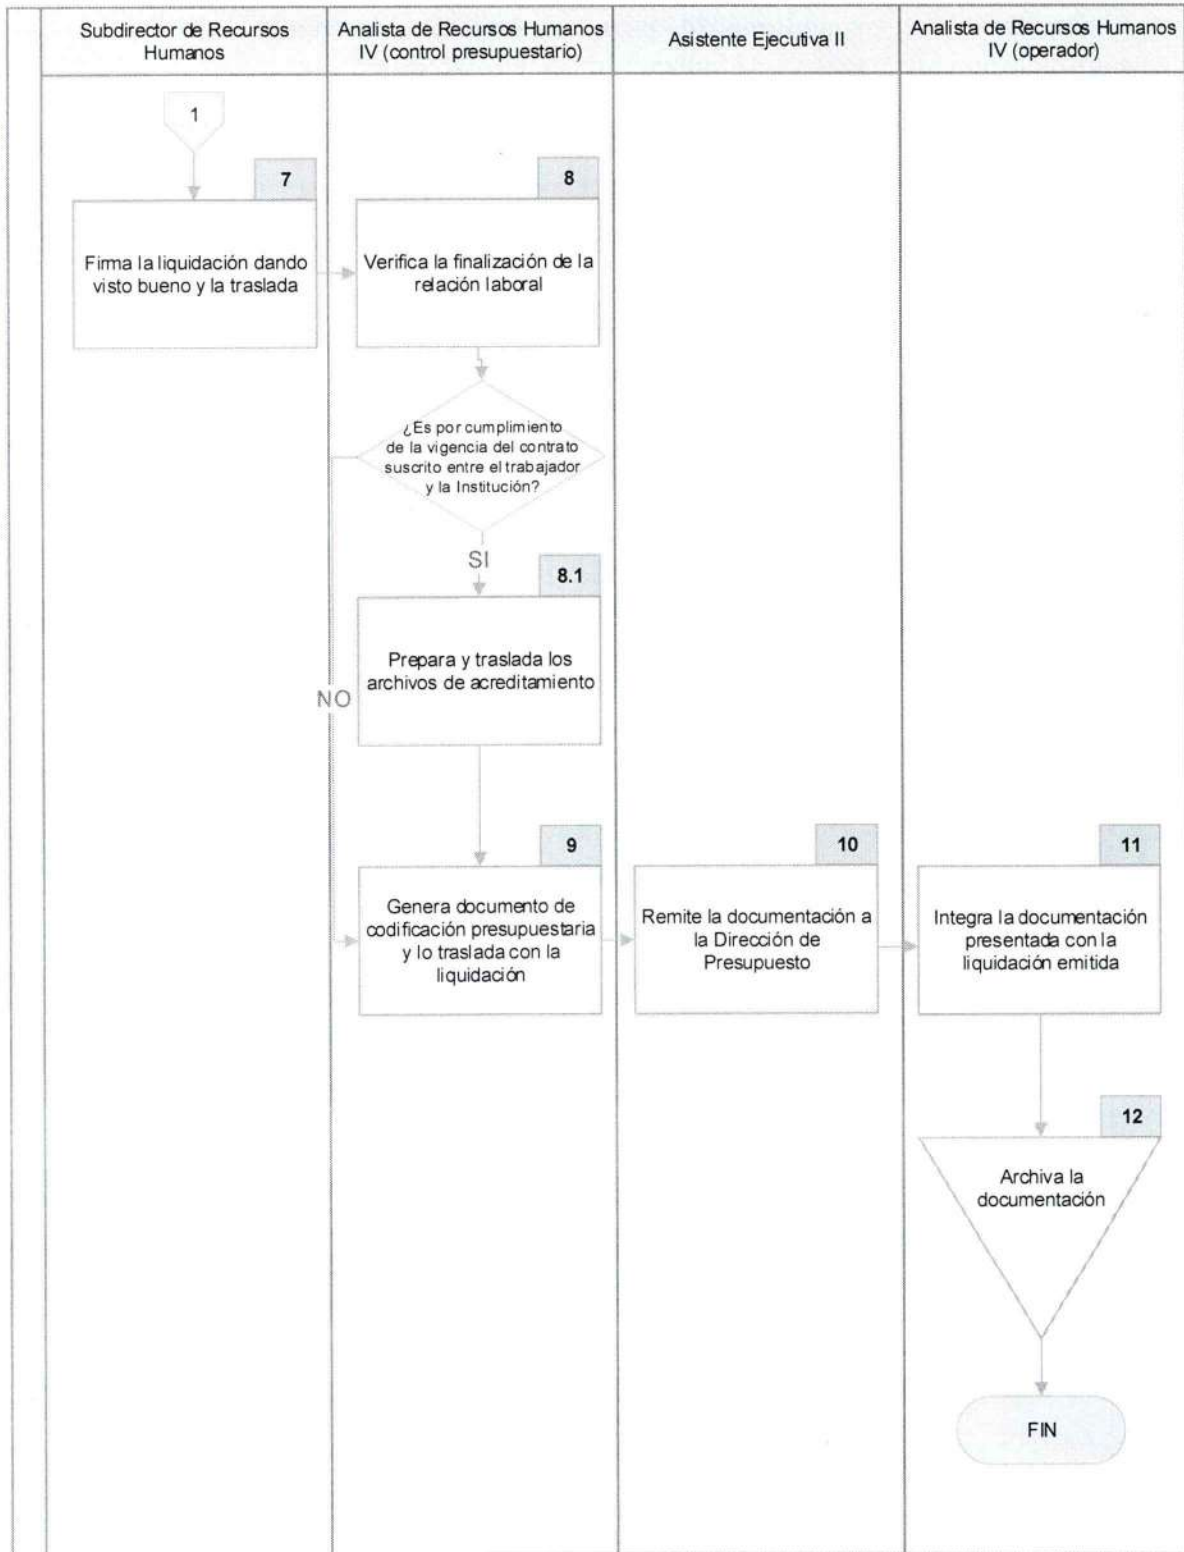 Subdirector de Recursos
Humanos
Analista de Recursos Humanos
IV (control presupuestario)
Asistente Ejecutiva II
Analista de Recursos Humanos
IV (operador)
1
7
Firma la liquidación dando
visto bueno y la traslada
8
Verifica la finalización de la
relación laboral
¿Es por cumplimiento
de la vigencia del contrato
suscrito entre el trabajador
y la Institución?
SI
8.1
Prepara y traslada los
archivos de acreditamiento
NO
9
Genera documento de
codificación presupuestaria
y lo traslada con la
liquidación
10
Remite la documentación a
la Dirección de
Presupuesto
11
Integra la documentación
presentada con la
liquidación emitida
12
Archiva la
documentación
FIN